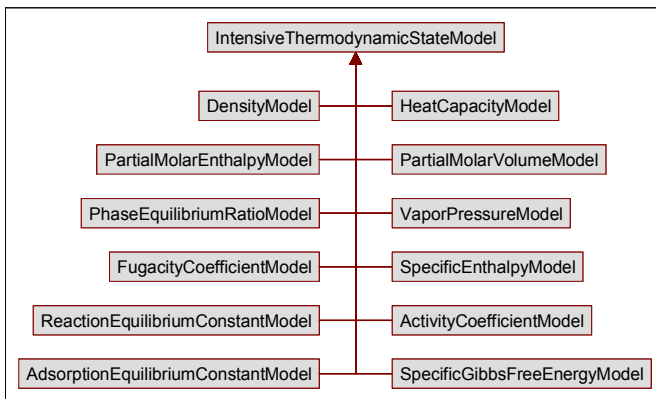 IntensiveThermodynamicStateModel
DensityModel
HeatCapacityModel
PartialMolarEnthalpyModel
PartialMolarVolumeModel
PhaseEquilibriumRatioModel
VaporPressureModel
FugacityCoefficientModel
SpecificEnthalpyModel
ReactionEquilibriumConstantModel
ActivityCoefficientModel
AdsorptionEquilibriumConstantModel
SpecificGibbsFreeEnergyModel